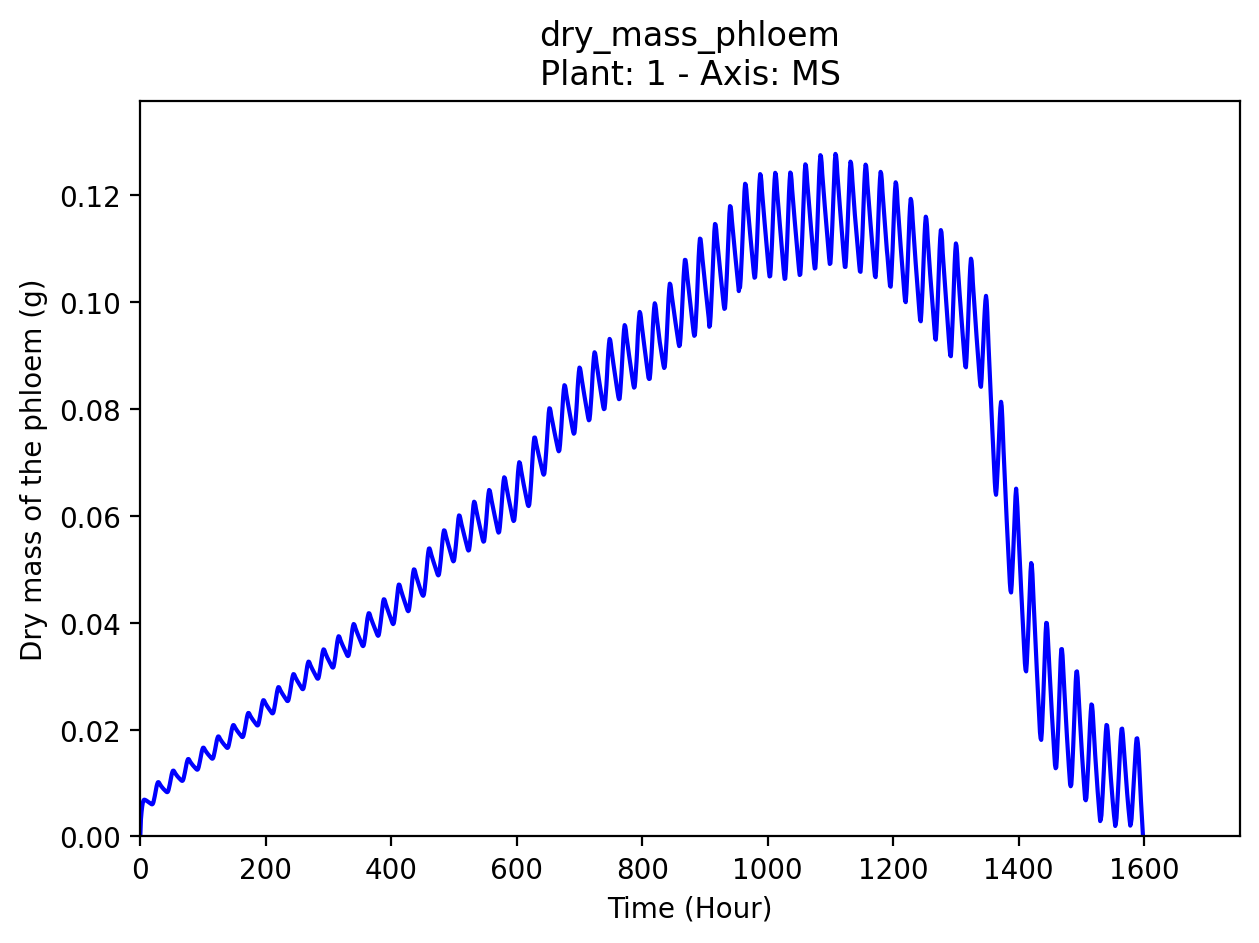 dry_mass_phloem
Plant: 1 - Axis: MS
Dry mass of the phloem (g)
0.12
0.10
0.08
0.06
0.04
0.02
0.00
0 200 400 600 800 1000 1200 1400 1600
Time (Hour)